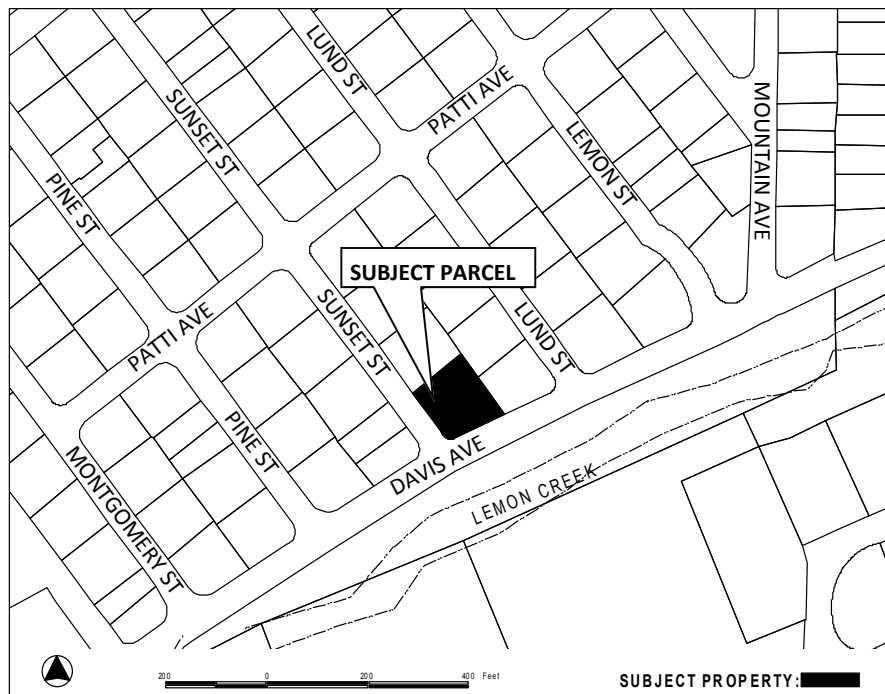 LUND ST
PATTI AVE
SUNSET ST
LEMON ST
MOUNTAIN AVE
PINE ST
SUBJECT PARCEL
SUNSET ST
LUND ST
PATTI AVE
PINE ST
DAVIS AVE
MONTGOMERY ST
LEMON CREEK
200 0 200 400 Feet
SUBJECT PROPERTY: